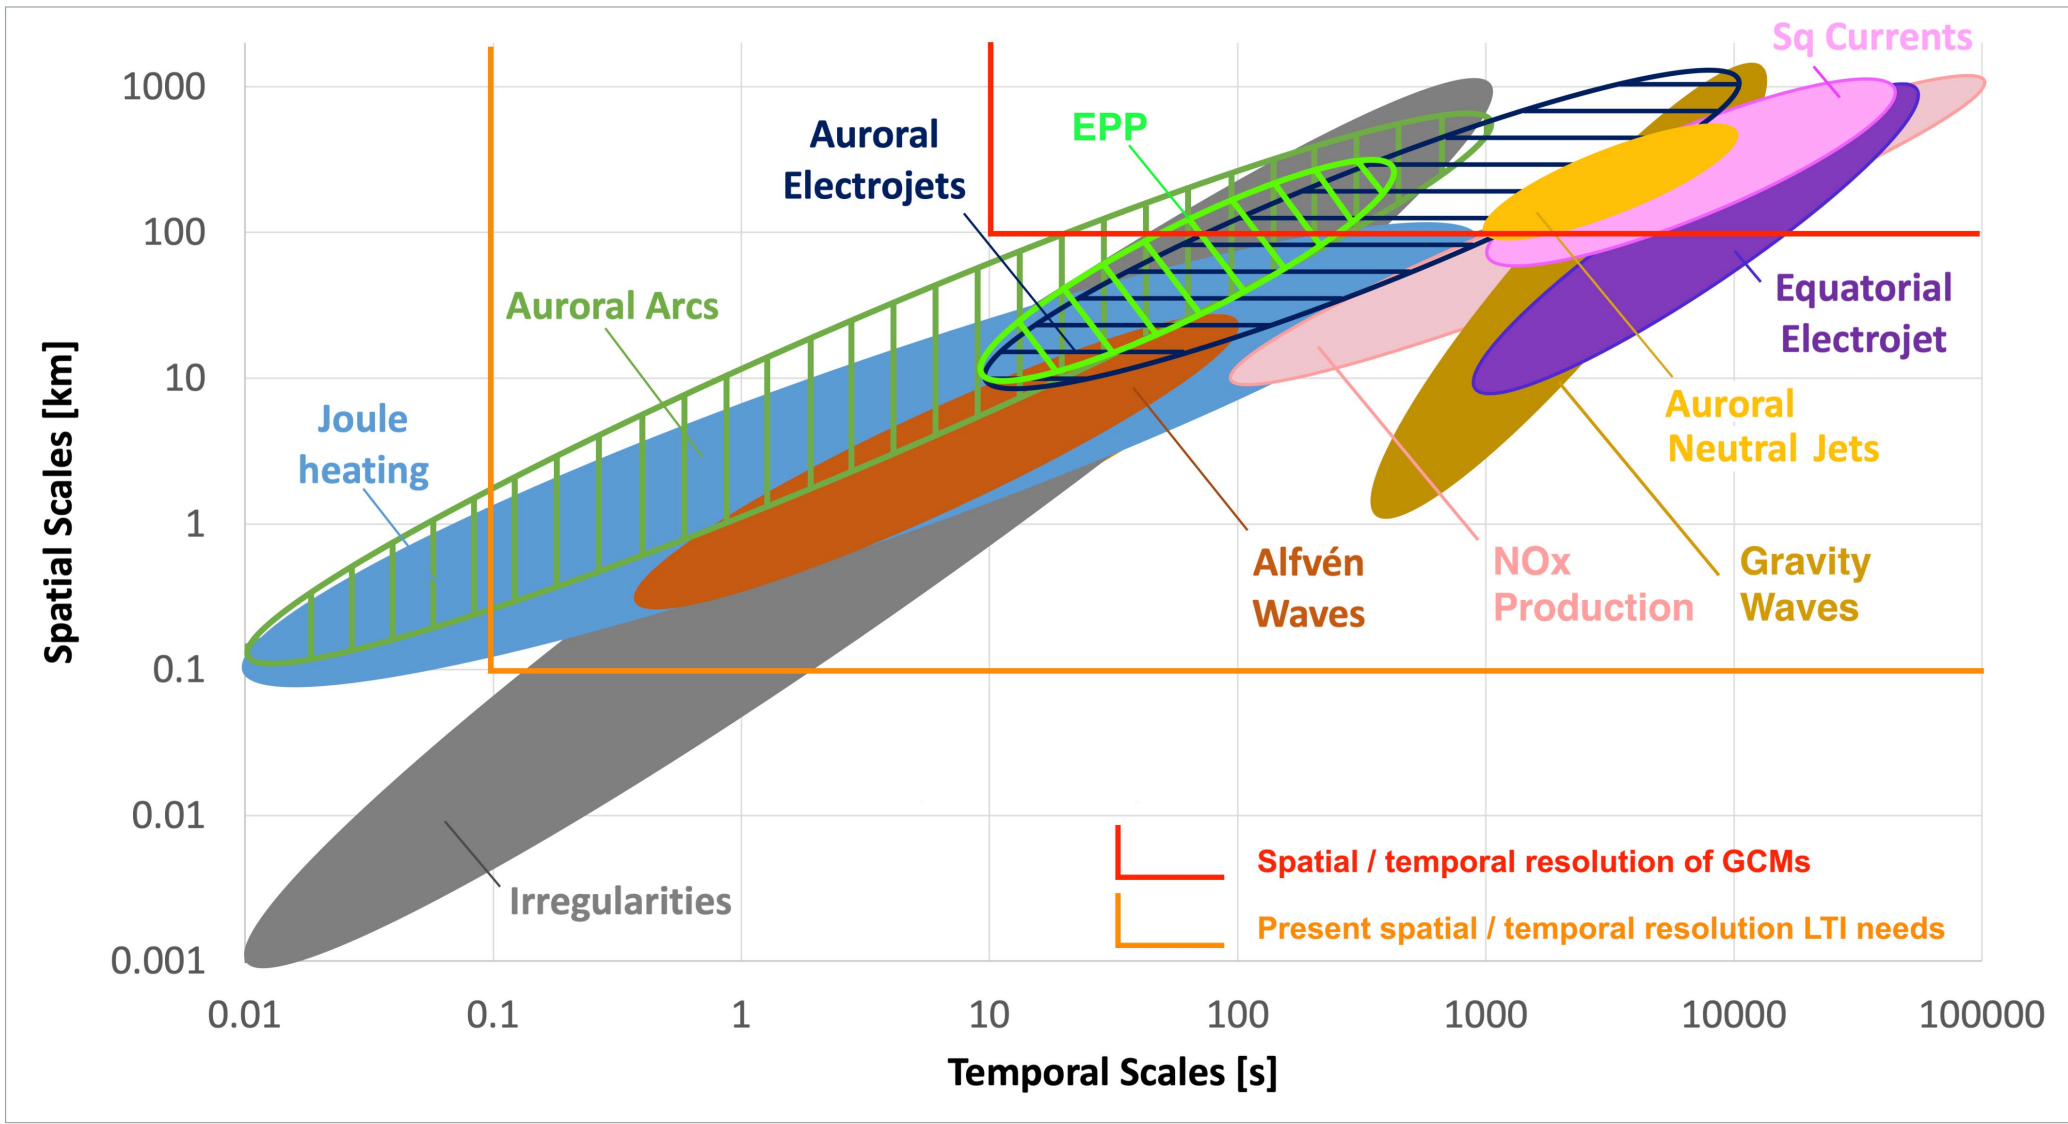 Sq Currents
1000
Auroral
Electrojets
EPP
100
Auroral Arcs
Equatorial
Electrojet
10
Joule
heating
Auroral
Neutral Jets
1
Alfvén
Waves
NOx
Production
Gravity
Waves
0.1
0.01
Spatial / temporal resolution of GCMs
Irregularities
Present spatial / temporal resolution LTI needs
0.001
Spatial Scales [km]
0.01 0.1 1 10 100 1000 10000 100000
Temporal Scales [s]